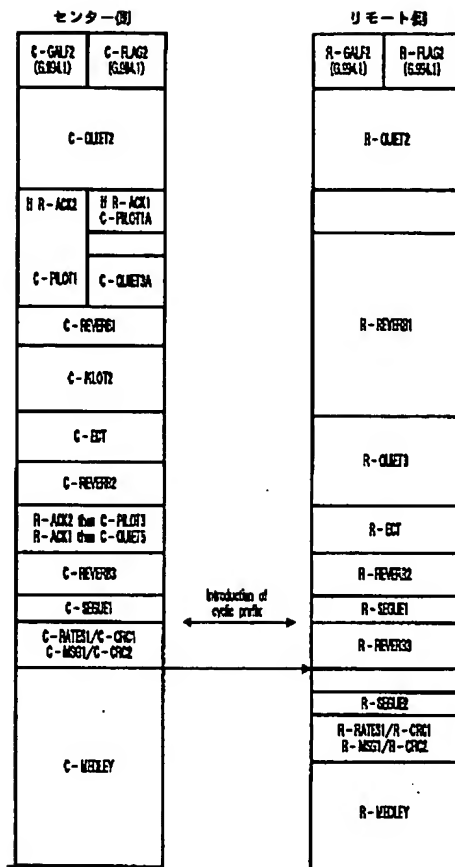 センター側
リモート側
C-GALF2
(G.994.1)
C-FLAG2
(G.994.1)
R-GALF2
(G.994.1)
R-FLAG2
(G.994.1)
C-QUIET2
R-QUIET2
If R-ACK2
C-PILOT1
If R-ACK1
C-PILOT1A
C-QUIET3A
R-REVERB1
C-REVERB1
C-PILOT2
C-ECT
C-REVERB2
R-ACK2 then C-PILOT3
R-ACK1 then C-QUIET5
C-REVERB3
C-SEGUE1
C-RATES1/C-CRC1
C-MSG1/C-CRC2
C-MEDLEY
Introduction of
cyclic prefix
R-QUIET3
R-ECT
R-REVERB2
R-SEGUE1
R-REVERB3
R-SEGUE2
R-RATES1/R-CRC1
R-MSG1/R-CRC2
R-MEDLEY